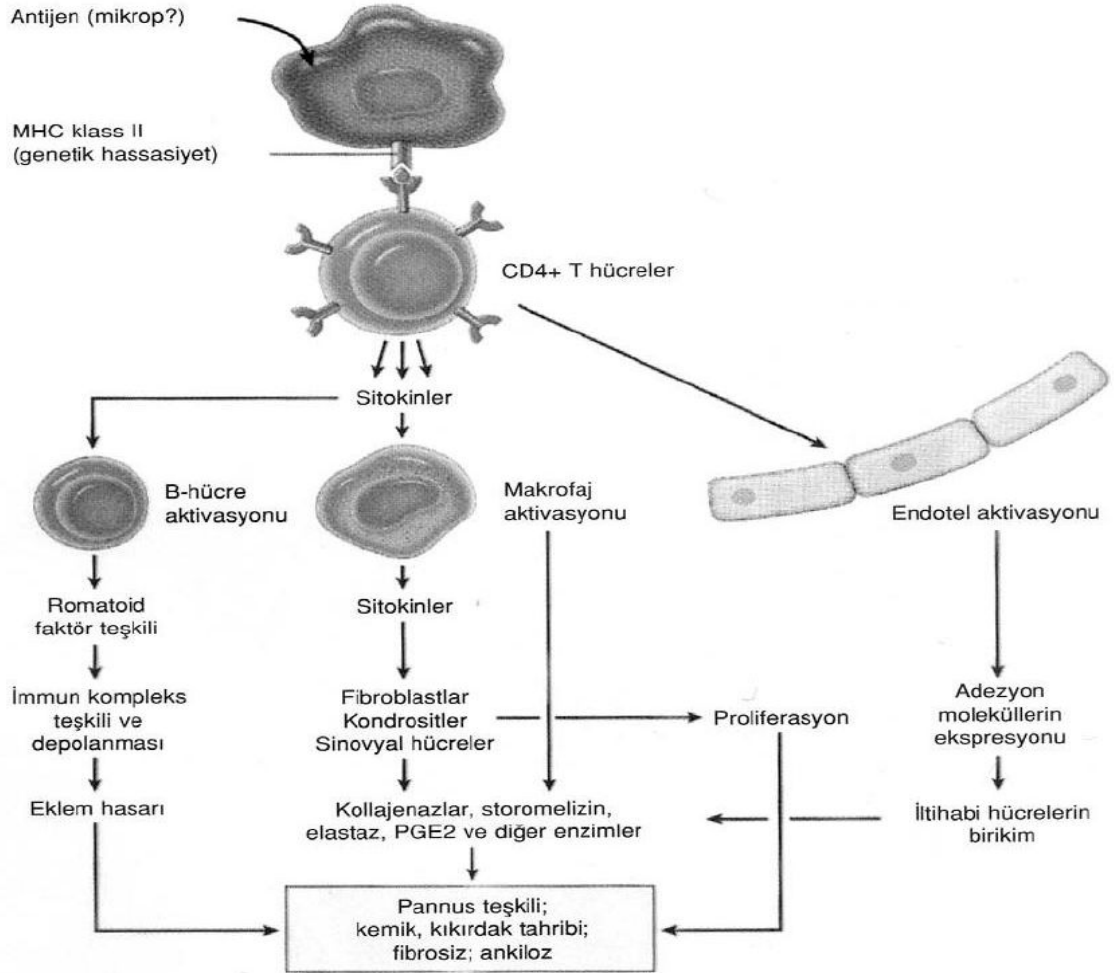 Antijen (mikrop?)
MHC klass II
(genetik hassasiyet)
CD4+ T hücreler
Sitokinler
B-hücre
aktivasyonu
Makrofaj
aktivasyonu
Endotel aktivasyonu
Romatoid
faktör teşkili
Sitokinler
İmmun kompleks
teşkili ve
depolanması
Fibroblastlar
Kondrositler
Sinovyal hücreler
Proliferasyon
Adezyon
moleküllerin
ekspresyonu
Eklem hasarı
Kollajenazlar, storomelizin,
elastaz, PGE2 ve diğer enzimler
İltihabi hücrelerin
birikim
Pannus teşkili;
kemik, kıkırdak tahribi;
fibrosiz; ankiloz